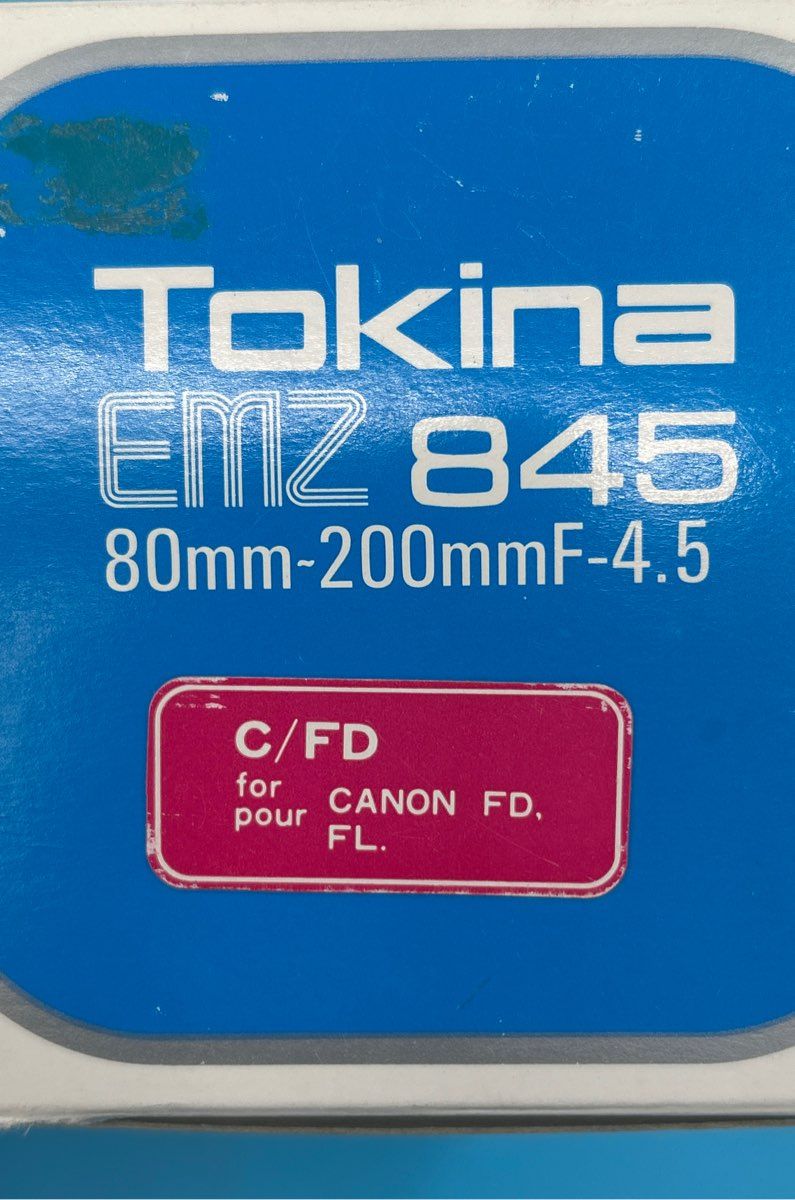 Tokina
EMZ 845
80mm~200mmF-4.5
C/FD
for
pour CANON FD,
FL.